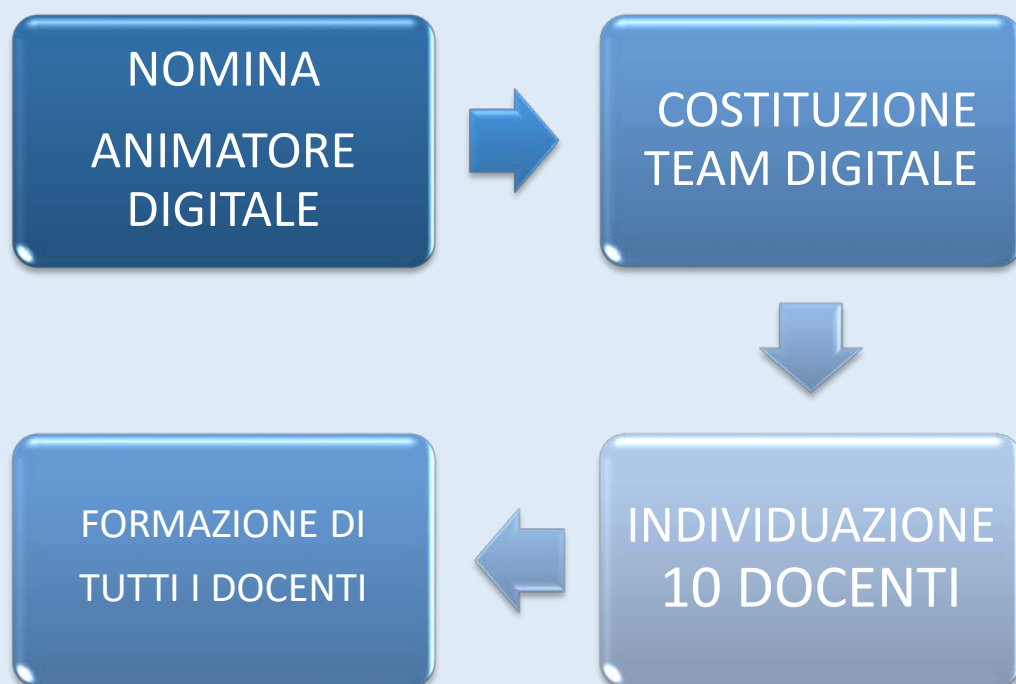 NOMINA
ANIMATORE
DIGITALE
COSTITUZIONE
TEAM DIGITALE
INDIVIDUAZIONE
10 DOCENTI
FORMAZIONE DI
TUTTI I DOCENTI